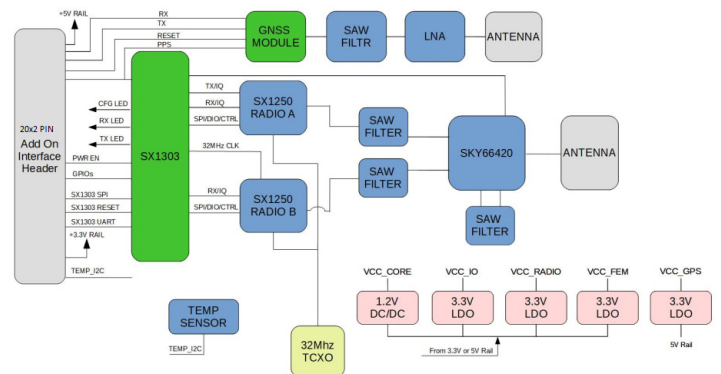 +5V RAIL
RX
TX
RESET
PPS
GNSS
MODULE
SAW
FILTR
LNA
ANTENNA
20x2 PIN
Add On
Interface
Header
CFG LED
RX LED
TX LED
PWR EN
GPIOs
SX1303 SPI
SX1303 RESET
SX1303 UART
+3.3V RAIL
TEMP_I2C
SX1303
TX/IQ
RX/IQ
SPI/DIO/CTRL
32MHz CLK
RX/IQ
SPI/DIO/CTRL
SX1250
RADIO A
SX1250
RADIO B
SAW
FILTER
SAW
FILTER
SKY66420
ANTENNA
SAW
FILTER
TEMP
SENSOR
TEMP_I2C
32Mhz
TCXO
VCC_CORE
VCC_IO
VCC_RADIO
VCC_FEM
VCC_GPS
1.2V
DC/DC
3.3V
LDO
3.3V
LDO
3.3V
LDO
3.3V
LDO
From 3.3V or 5V Rail
5V Rail